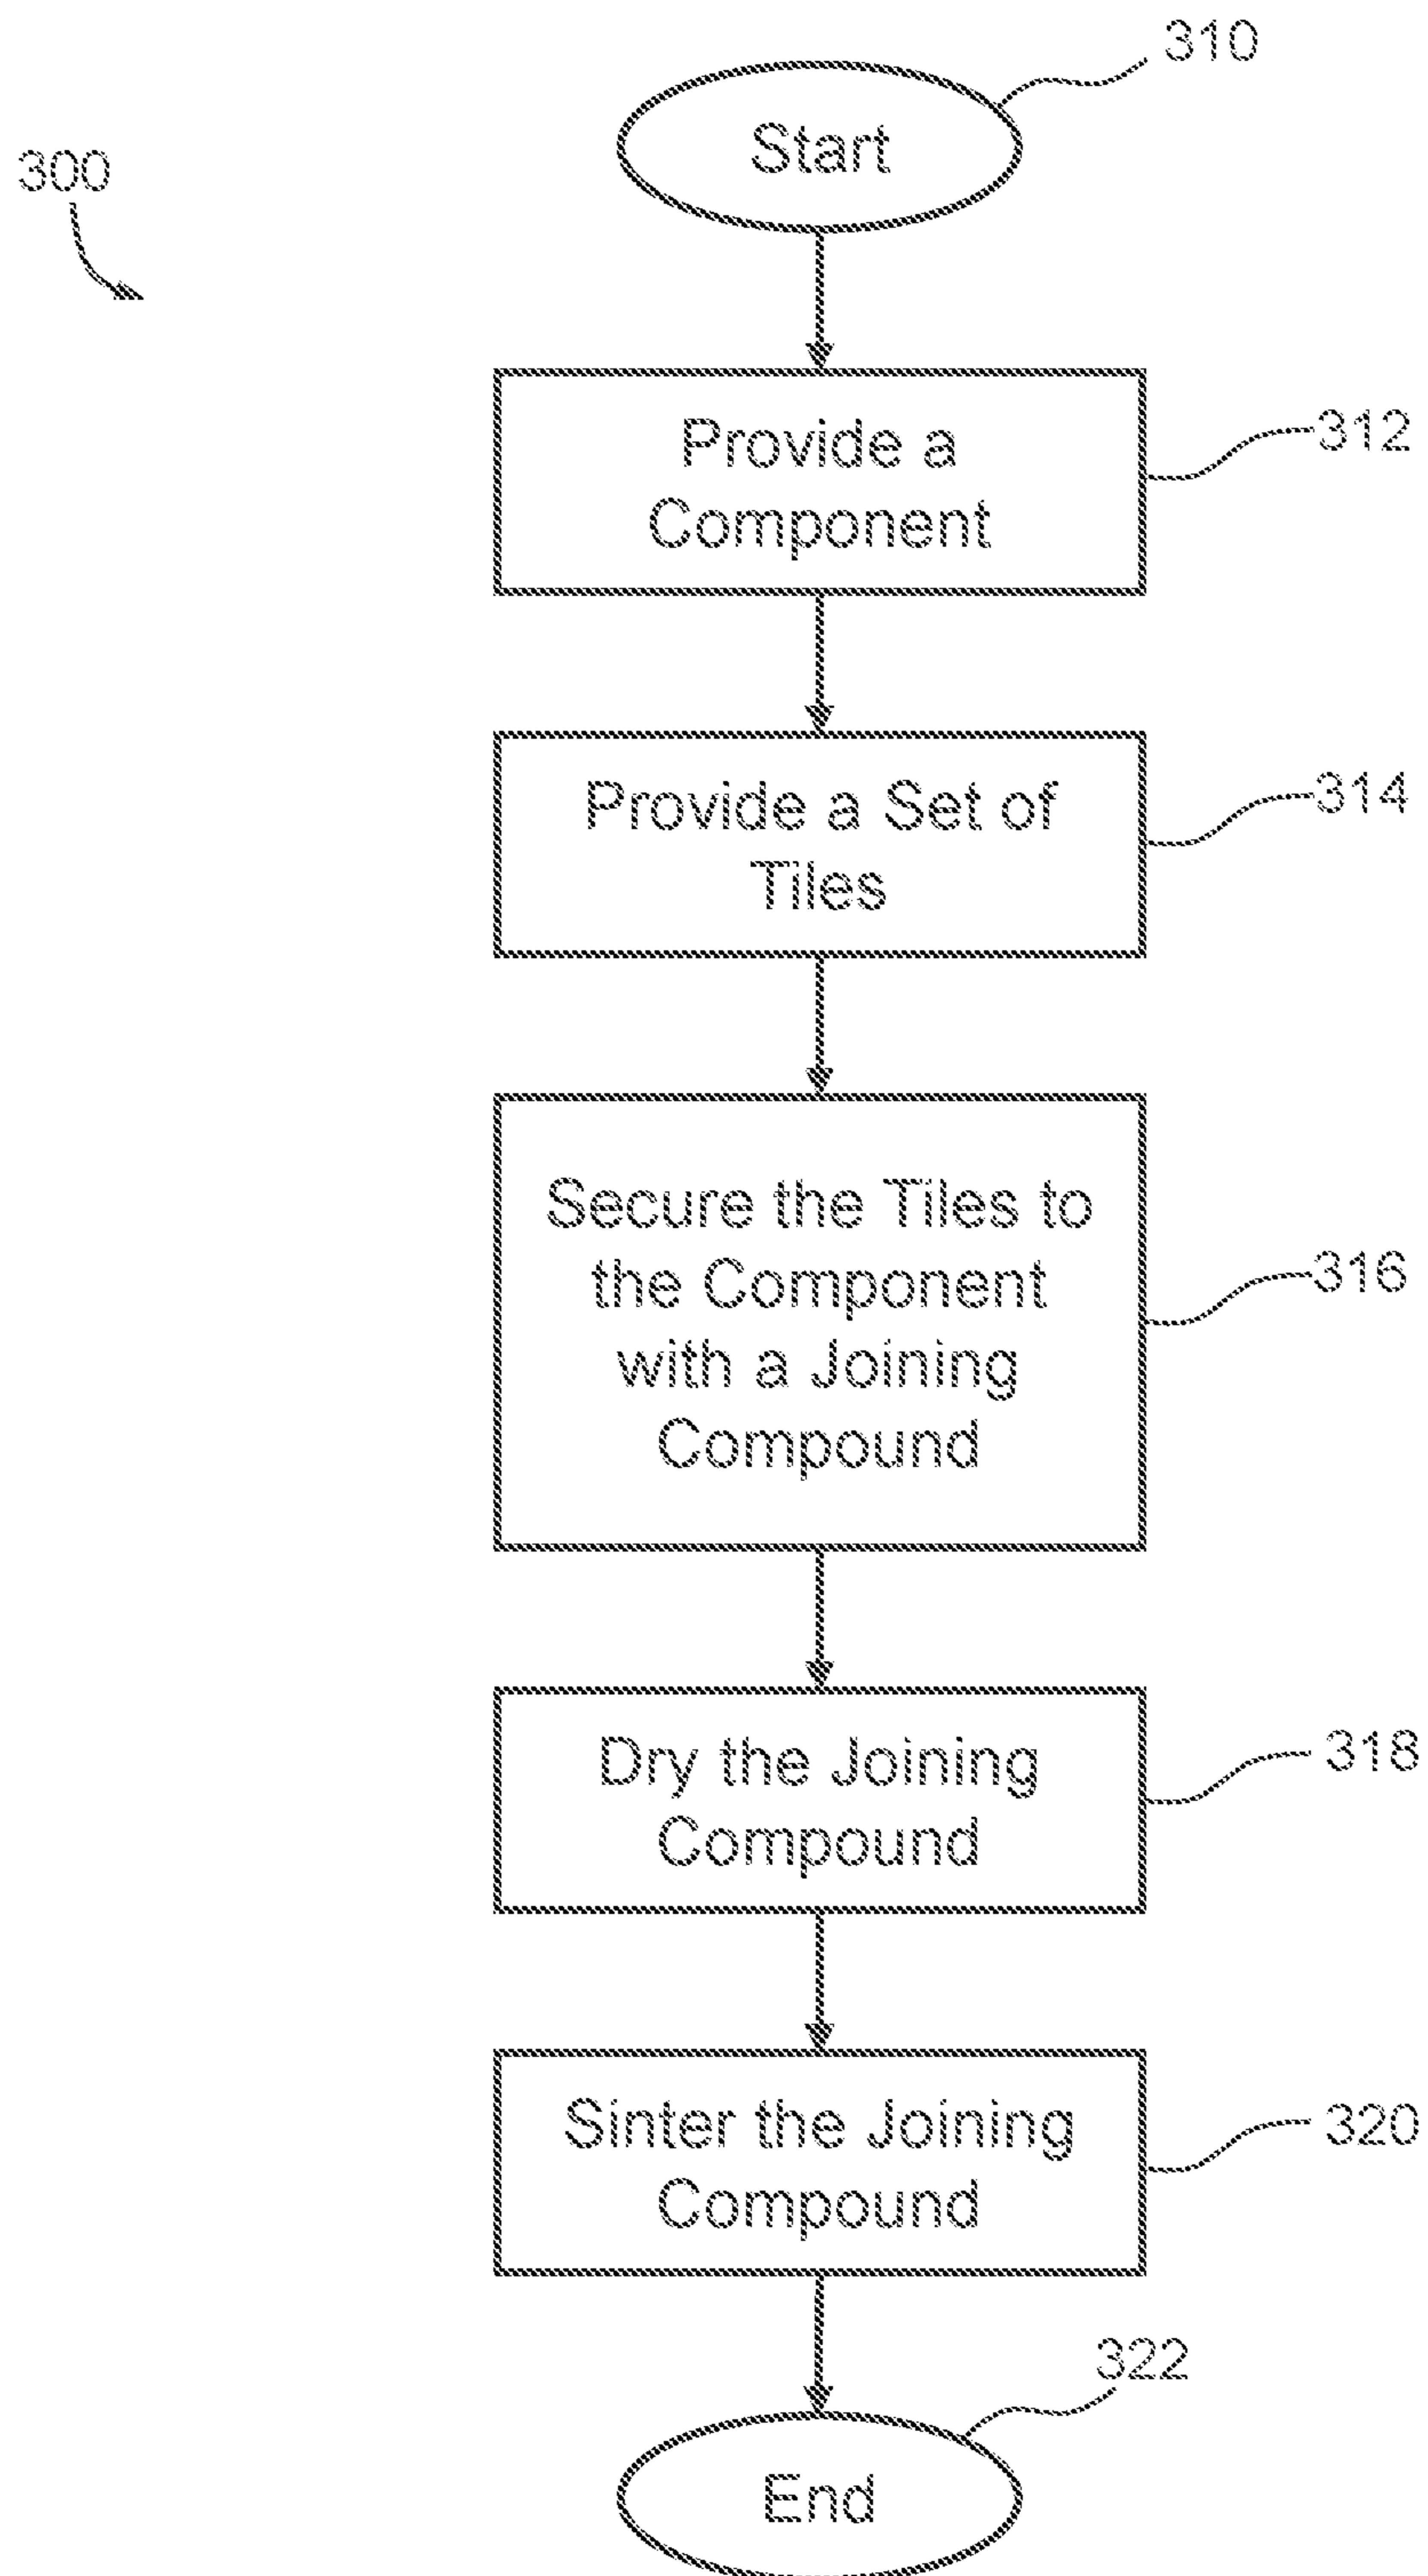 310
Start
300
Provide a
Component
312
Provide a Set of
Tiles
314
Secure the Tiles to
the Component
with a Joining
Compound
316
Dry the Joining
Compound
318
Sinter the Joining
Compound
320
322
End